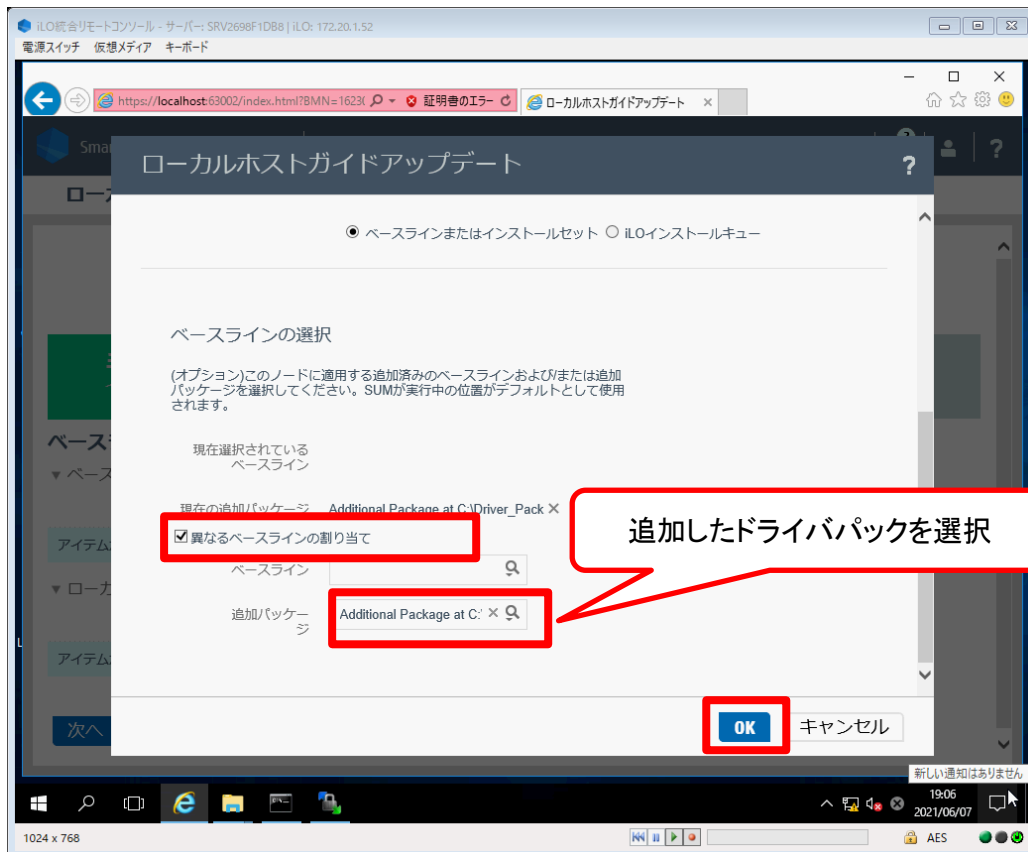 iLO統合リモートコンソール - サーバー: SRV2698F1DB8 | iLO: 172.20.1.52
電源スイッチ 仮想メディア キーボード
https://localhost:63002/index.html?BMN=1623( 証明書のエラー ローカルホストガイドアップデート ×
Smar
ローカルホストガイドアップデート ?
?
ローカ
ベースラインまたはインストールセット iLOインストールキュー
ベースラインの選択
(オプション)このノードに適用する追加済みのベースラインおよび/または追加
パッケージを選択してください。SUMが実行中の位置がデフォルトとして使用
されます。
ベース
現在選択されている
ベースライン
▼ ベース
現在の追加パッケージ Additional Package at C:\Driver_Pack ×
追加したドライバパックを選択
異なるベースラインの割り当て
アイテム
ベースライン
▼ ローカ
追加パッケー
ジ
Additional Package at C:' ×
アイテム
次へ
OK キャンセル
新しい通知はありません
19:06
2021/06/07
1024 x 768
AES